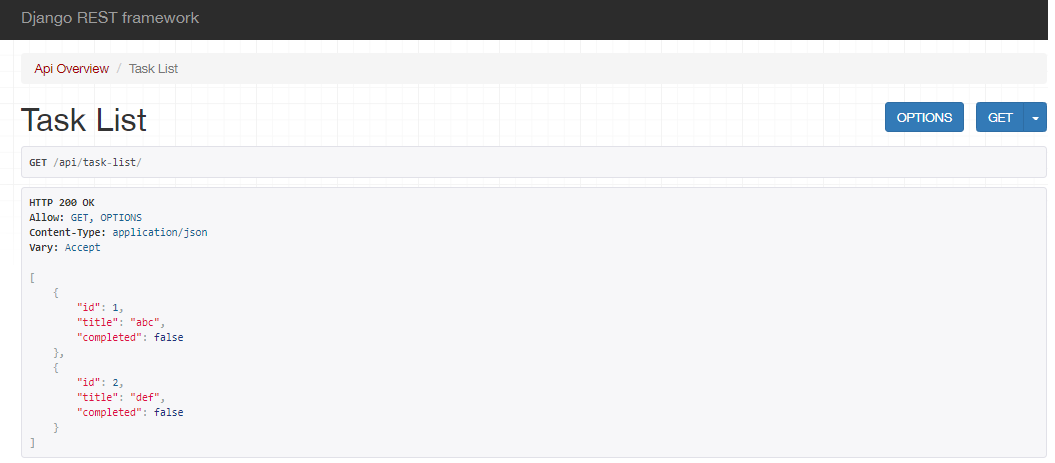 Django REST framework
Api Overview / Task List
Task List
OPTIONS GET
GET /api/task-list/
HTTP 200 OK
Allow: GET, OPTIONS
Content-Type: application/json
Vary: Accept
[
    {
        "id": 1,
        "title": "abc",
        "completed": false
    },
    {
        "id": 2,
        "title": "def",
        "completed": false
    }
]